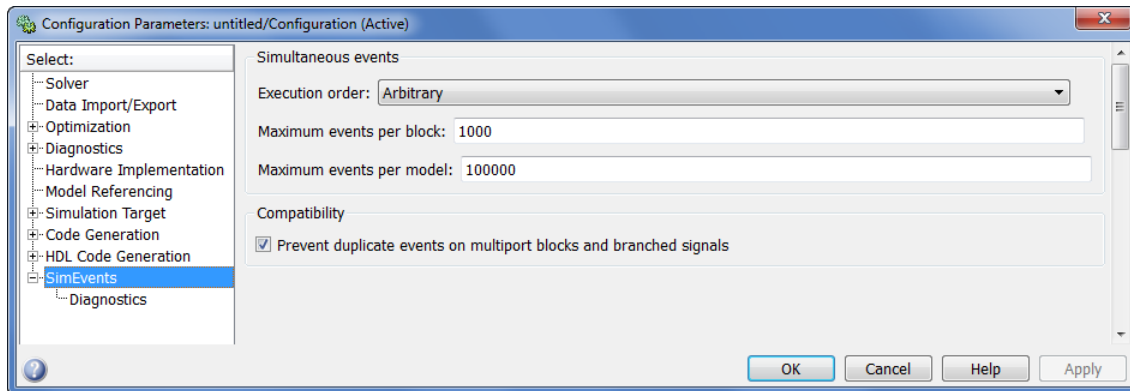 Configuration Parameters: untitled/Configuration (Active)
Select:
Solver
Data Import/Export
Optimization
Diagnostics
Hardware Implementation
Model Referencing
Simulation Target
Code Generation
HDL Code Generation
SimEvents
Diagnostics
Simultaneous events
Execution order: Arbitrary
Maximum events per block: 1000
Maximum events per model: 100000
Compatibility
Prevent duplicate events on multiport blocks and branched signals
OK Cancel Help Apply